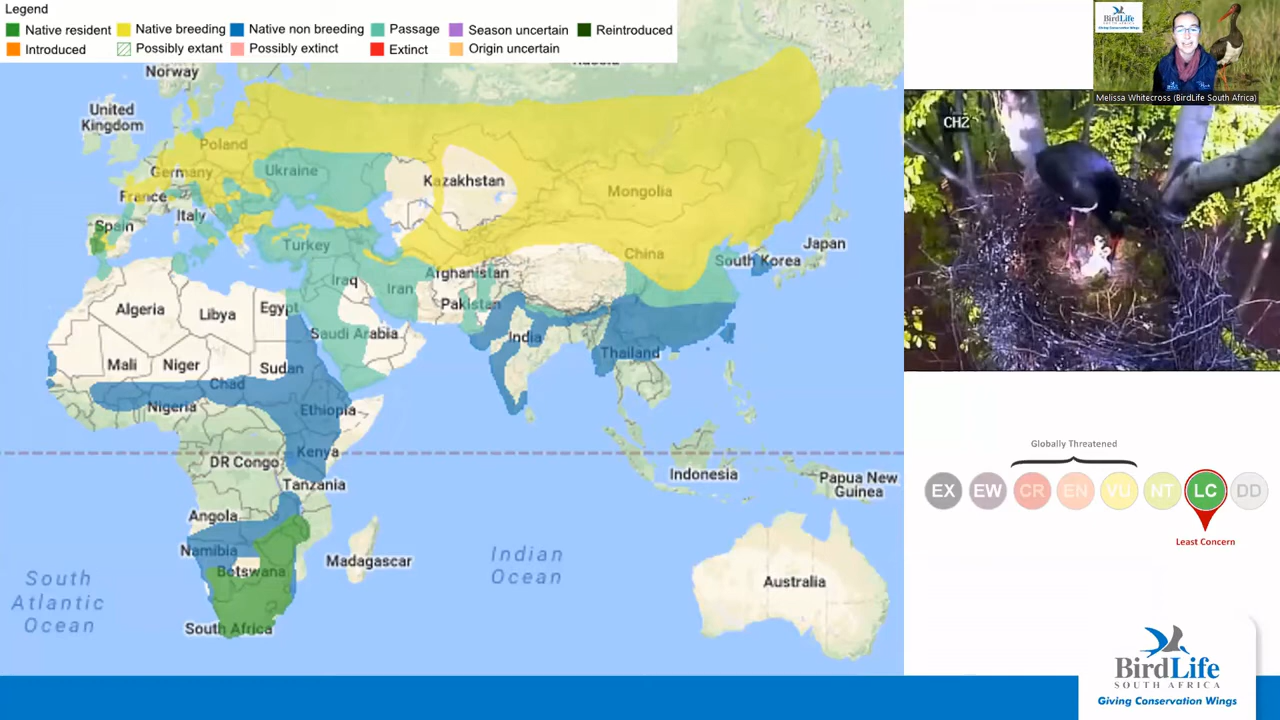 Legend
Native resident
Native breeding
Native non breeding
Passage
Season uncertain
Reintroduced
Introduced
Possibly extant
Possibly extinct
Extinct
Origin uncertain
Norway
United
Kingdom
Poland
Germany
Ukraine
France
Kazakhstan
Mongolia
Italy
Spain
Turkey
China
Japan
South Korea
Afghanistan
Iraq
Iran
Pakistan
Algeria
Libya
Egypt
Saudi Arabia
India
Thailand
Mali
Niger
Sudan
Chad
Nigeria
Ethiopia
DR Congo
Kenya
Tanzania
Indonesia
Papua New
Guinea
Angola
Namibia
Botswana
Madagascar
Indian
Ocean
Australia
South
Atlantic
Ocean
South Africa
BirdLife
Melissa Whitecross (BirdLife South Africa)
CH2
Globally Threatened
EX EW CR EN VU NT LC DD
Least Concern
BirdLife
SOUTH AFRICA
Giving Conservation Wings